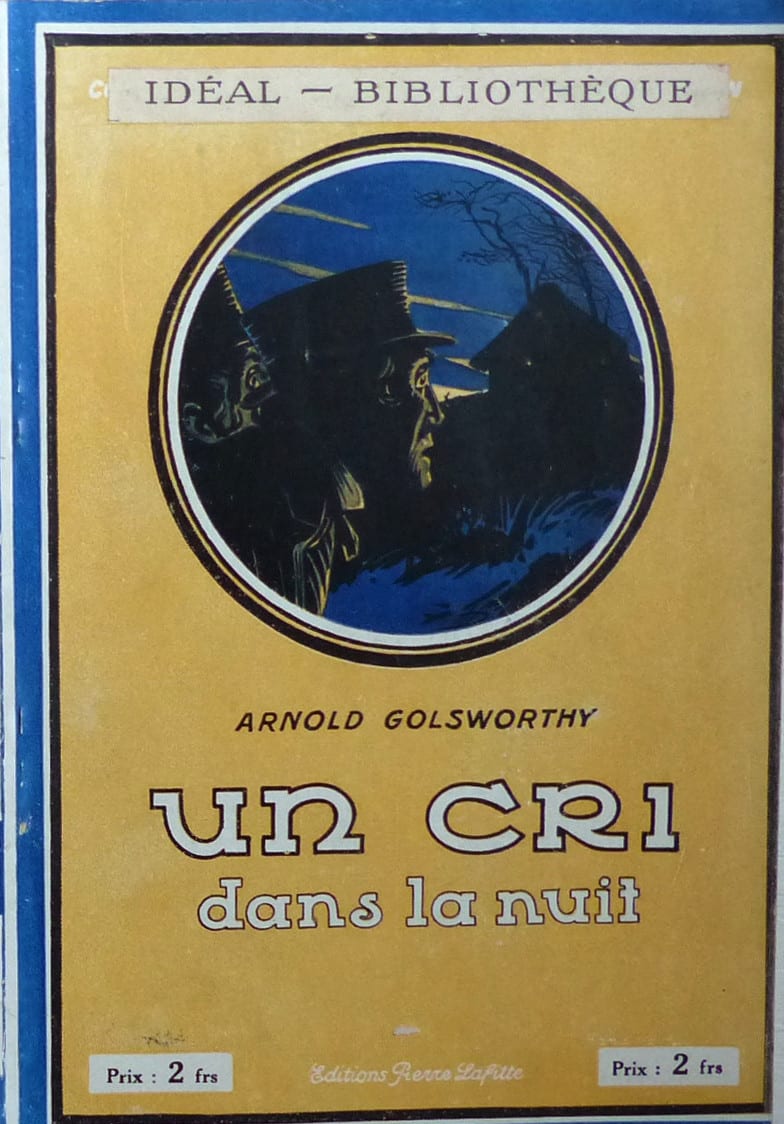 IDÉAL — BIBLIOTHÈQUE
ARNOLD GOLSWORTHY
un CRI
dans la nuit
Prix : 2 frs
Editions Pierre Lafitte
Prix : 2 frs